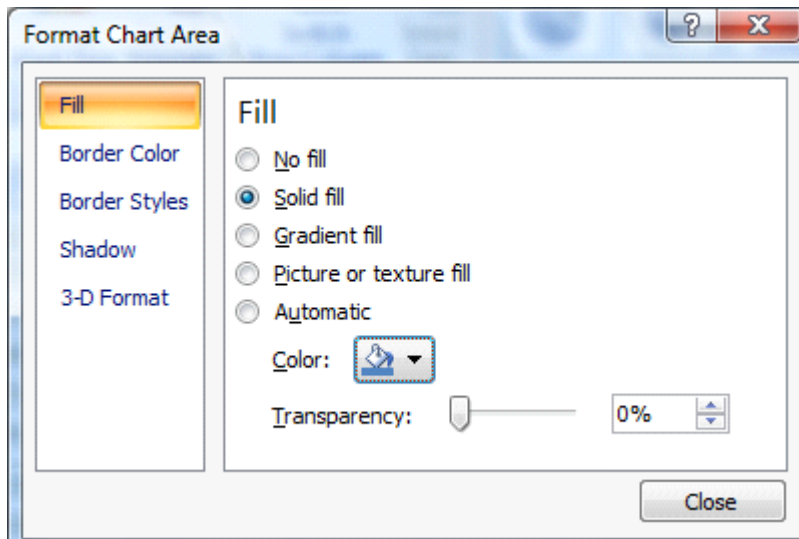 Format Chart Area
?
X
Fill
Border Color
Border Styles
Shadow
3-D Format
Fill
No fill
Solid fill
Gradient fill
Picture or texture fill
Automatic
Color:
Transparency: 0%
Close